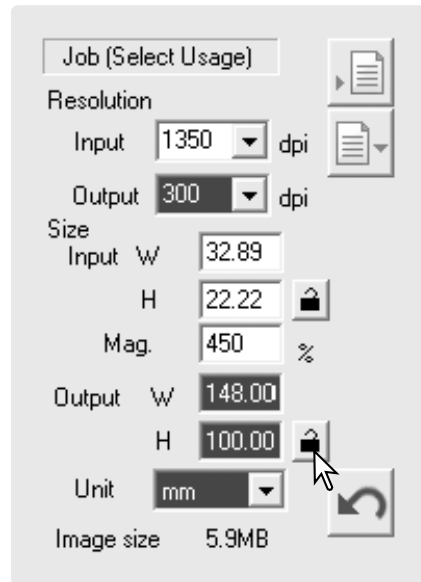 Job (Select Usage)
Resolution
Input 1350 dpi
Output 300 dpi
Size
Input W 32.89
H 22.22
Mag. 450 %
Output W 148.00
H 100.00
Unit mm
Image size 5.9MB